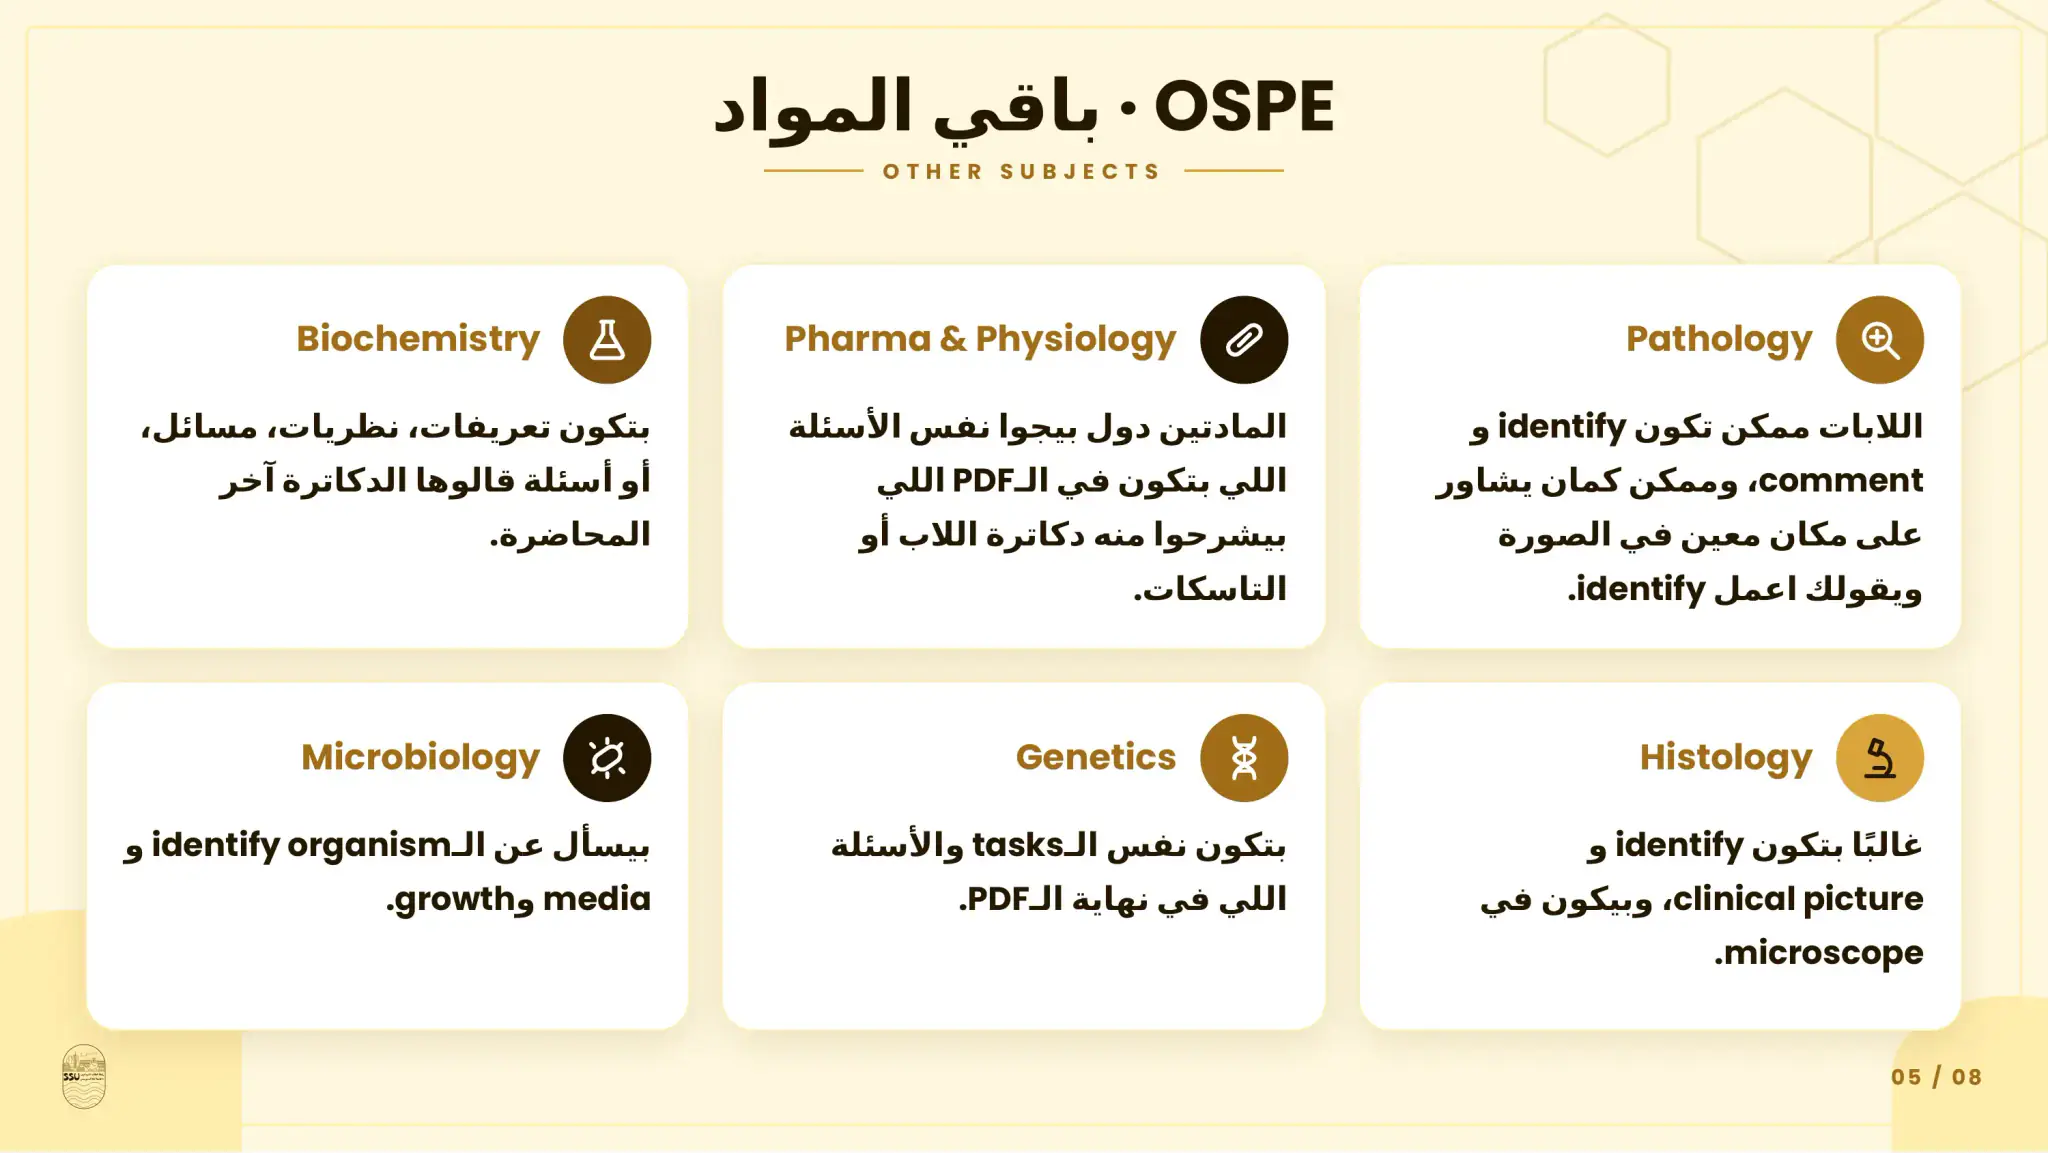 OSPE · باقي المواد
OTHER SUBJECTS
Pathology
اللابات ممكن تكون identify و
comment، وممكن كمان يشاور
على مكان معين في الصورة
ويقولك اعمل identify.
Pharma & Physiology
المادتين دول بيجوا نفس الأسئلة
اللي بتكون في الـPDF اللي
بيشرحوا منه دكاترة اللاب أو
التاسكات.
Biochemistry
بتكون تعريفات، نظريات، مسائل،
أو أسئلة قالوها الدكاترة آخر
المحاضرة.
Histology
غالبًا بتكون identify و
clinical picture، وبيكون في
microscope.
Genetics
بتكون نفس الـtasks والأسئلة
اللي في نهاية الـPDF.
Microbiology
بيسأل عن الـidentify organism و
media وgrowth.
SSU
05 / 08